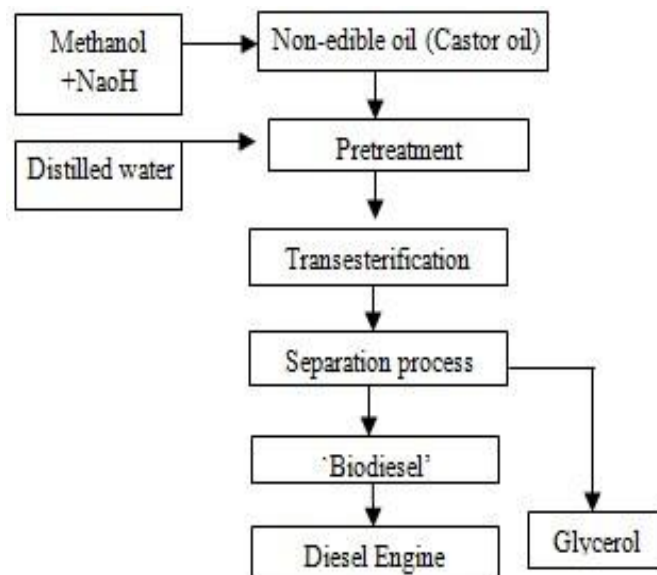 Methanol
+NaoH
Non-edible oil (Castor oil)
Distilled water
Pretreatment
Transesterification
Separation process
‘Biodiesel’
Glycerol
Diesel Engine